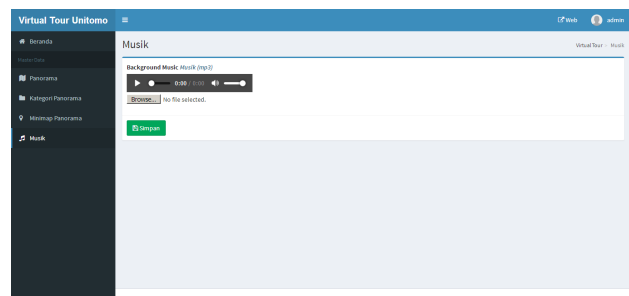 Virtual Tour Unitomo
Web
admin
Beranda
Master Data
Panorama
Kategori Panorama
Minimap Panorama
Musik
Musik
Virtual Tour > Musik
Background Music Musik (mp3)
0:00 / 0:00
Browse... No file selected.
Simpan